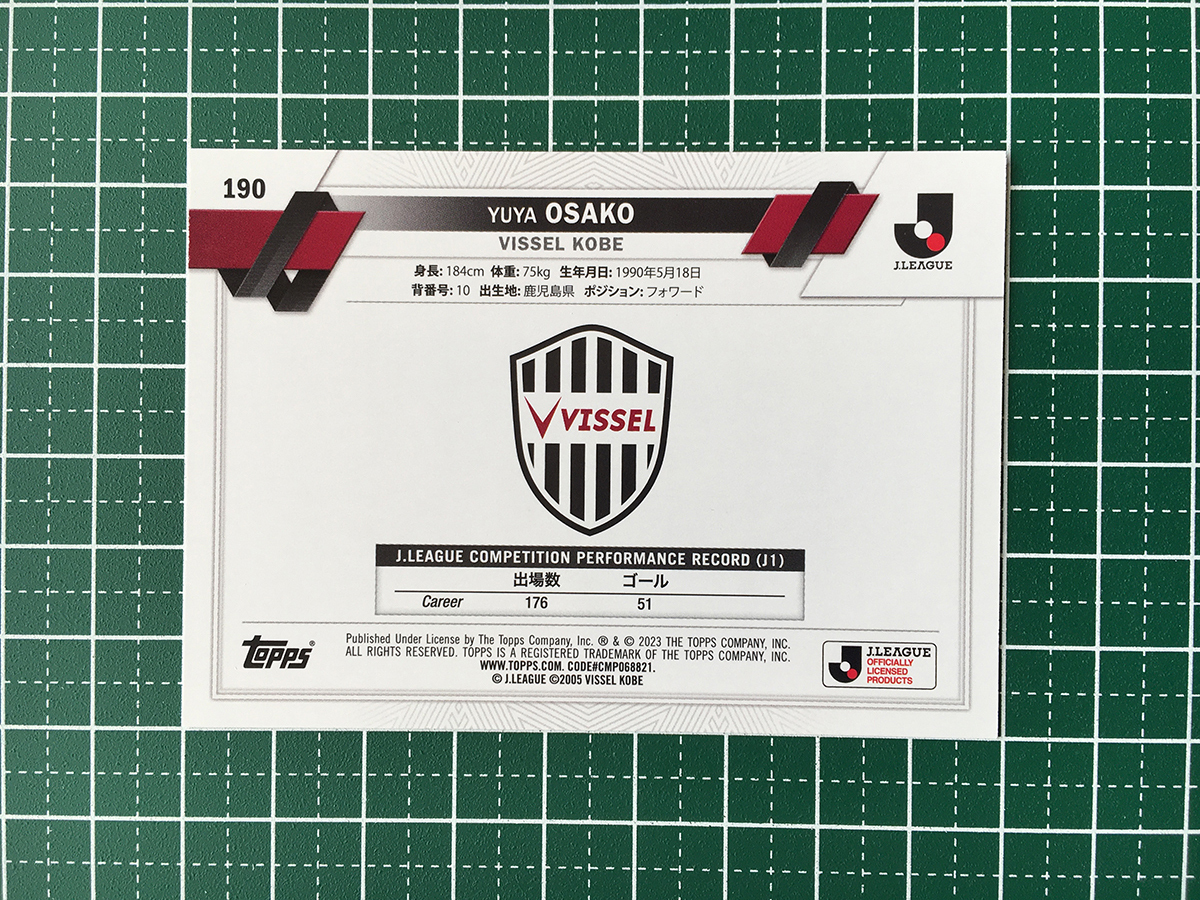 190
YUYA OSAKO
VISSEL KOBE
J.LEAGUE
身長: 184cm 体重: 75kg 生年月日: 1990年5月18日
背番号: 10 出生地: 鹿児島県 ポジション: フォワード
VISSEL
J.LEAGUE COMPETITION PERFORMANCE RECORD (J1)
出場数 ゴール
Career 176 51
topps®
Published Under License by The Topps Company, Inc. ® & © 2023 THE TOPPS COMPANY, INC.
ALL RIGHTS RESERVED. TOPPS IS A REGISTERED TRADEMARK OF THE TOPPS COMPANY, INC.
WWW.TOPPS.COM. CODE#CMP068821.
© J.LEAGUE ©2005 VISSEL KOBE
J.LEAGUE
OFFICIALLY
LICENSED
PRODUCTS